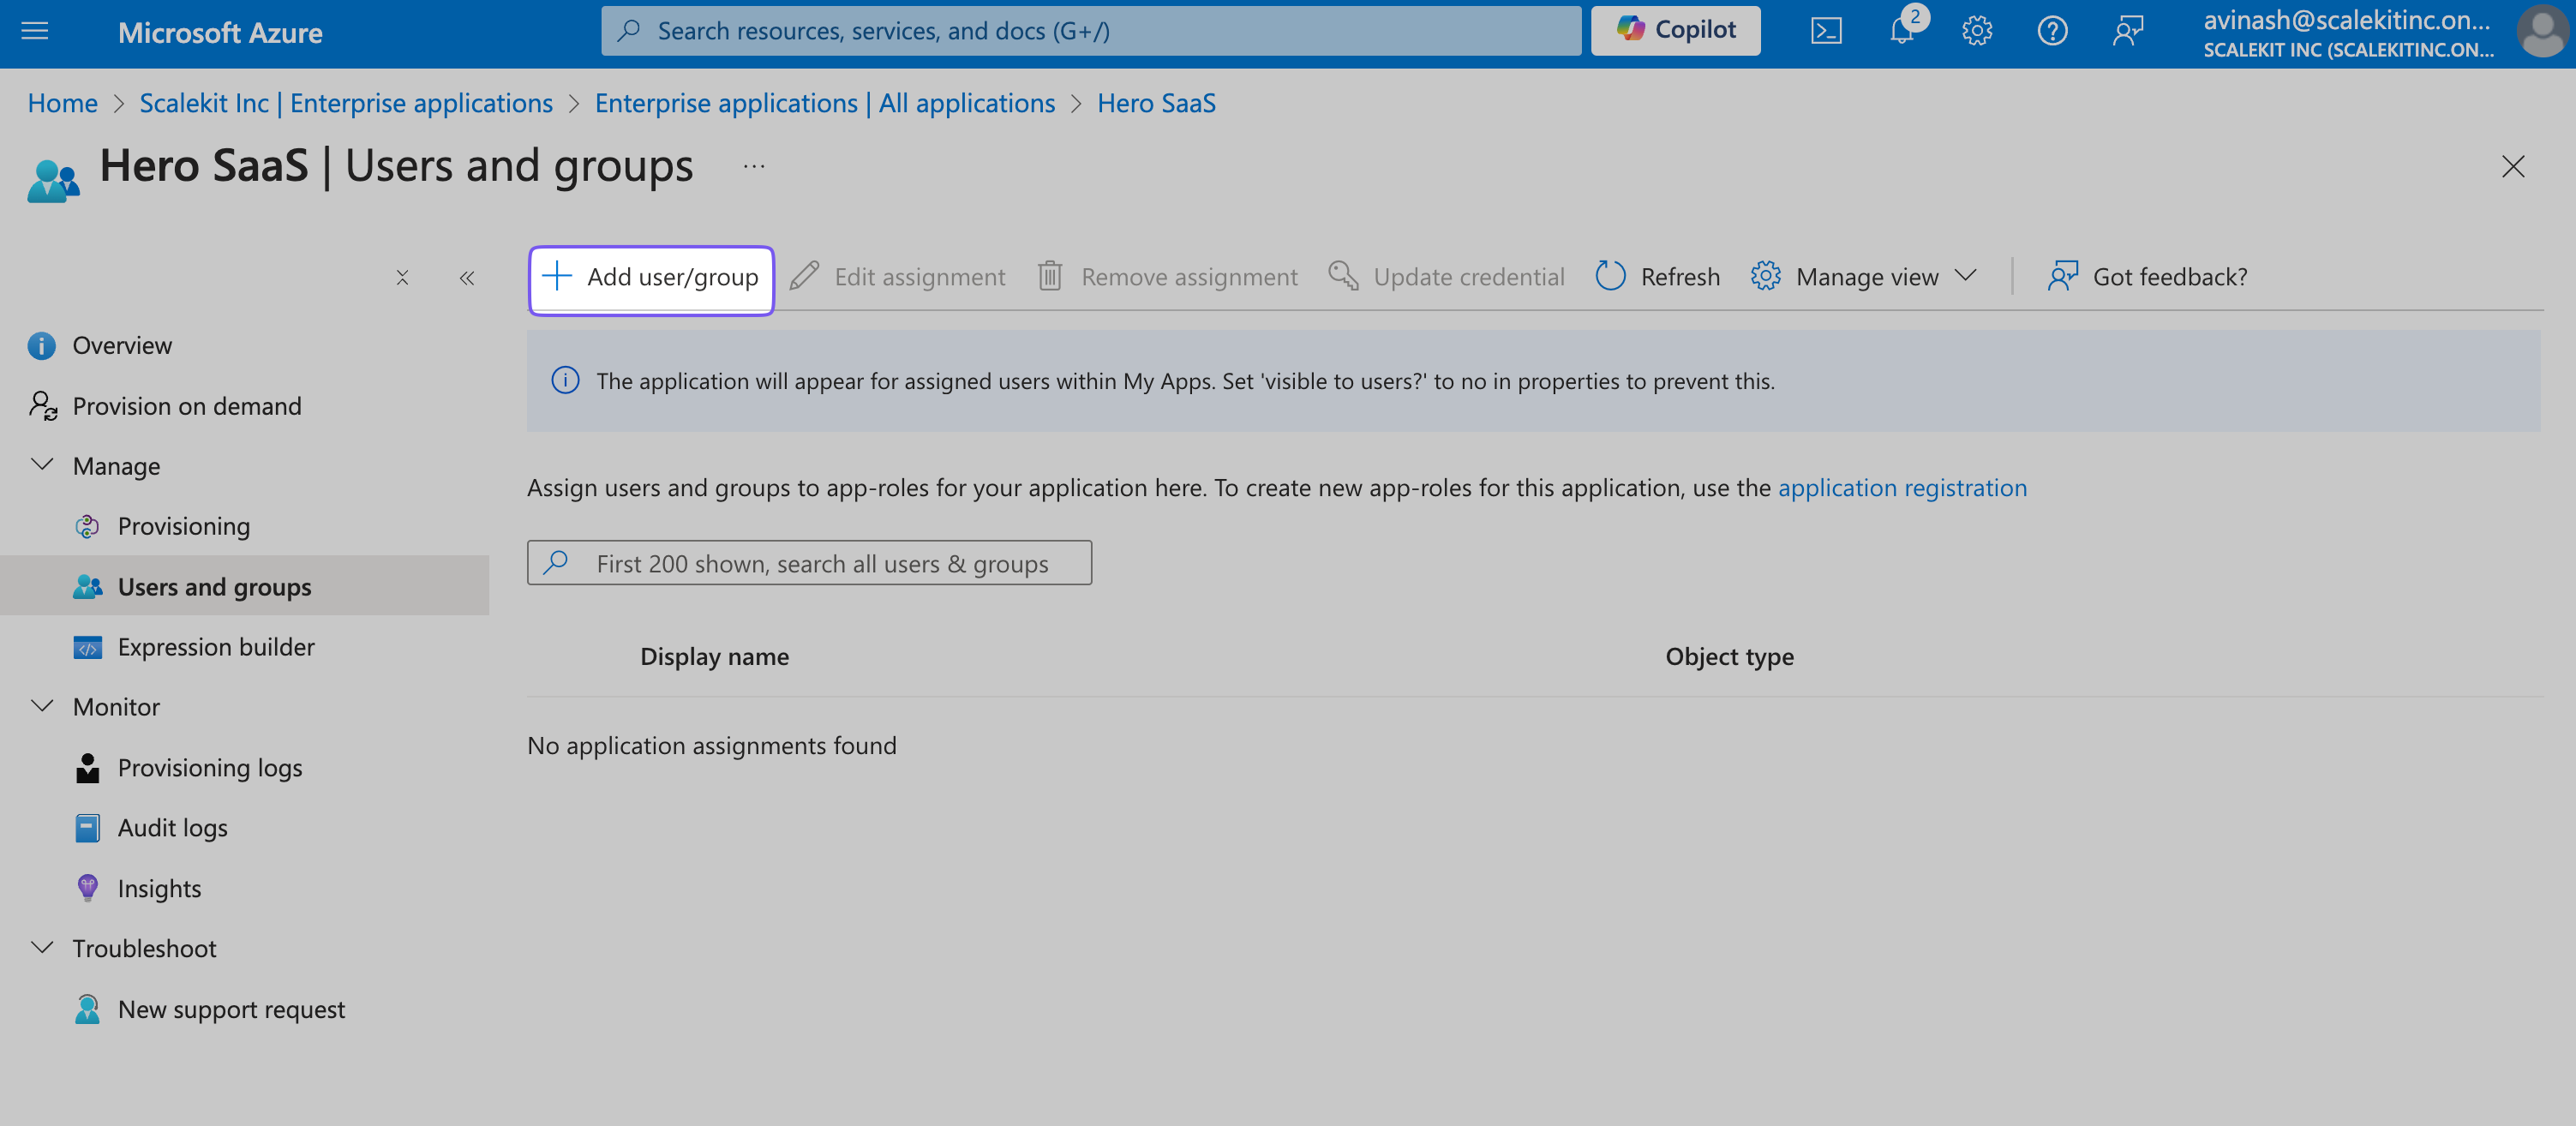 Microsoft Azure
Search resources, services, and docs (G+/)
Copilot
2
avinash@scalekitinc.on...
SCALEKIT INC (SCALEKITINC.ON...
Home > Scalekit Inc | Enterprise applications > Enterprise applications | All applications > Hero SaaS
Hero SaaS | Users and groups ...
Add user/group
Edit assignment
Remove assignment
Update credential
Refresh
Manage view
Got feedback?
Overview
Provision on demand
Manage
Provisioning
Users and groups
Expression builder
Monitor
Provisioning logs
Audit logs
Insights
Troubleshoot
New support request
The application will appear for assigned users within My Apps. Set 'visible to users?' to no in properties to prevent this.
Assign users and groups to app-roles for your application here. To create new app-roles for this application, use the application registration
First 200 shown, search all users & groups
Display name
Object type
No application assignments found